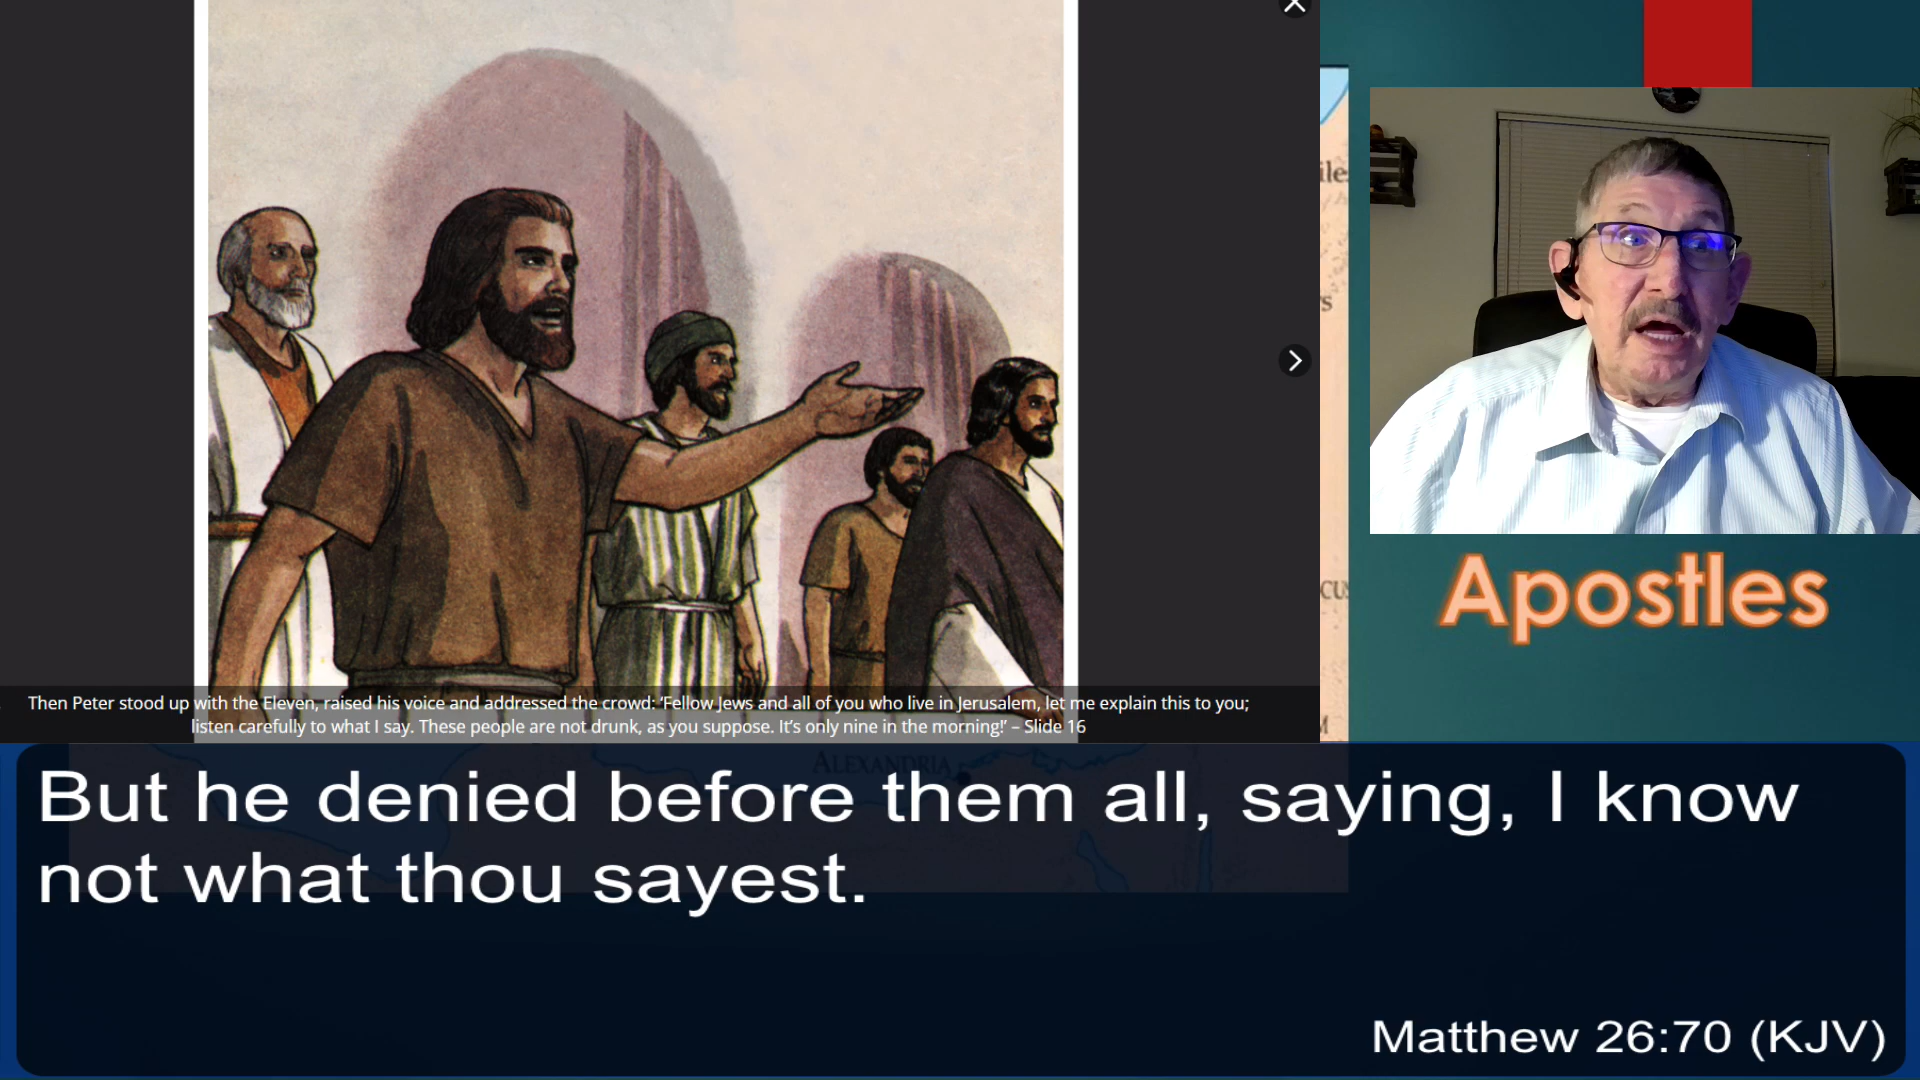 Then Peter stood up with the Eleven, raised his voice and addressed the crowd: ‘Fellow Jews and all of you who live in Jerusalem, let me explain this to you;
listen carefully to what I say. These people are not drunk, as you suppose. It’s only nine in the morning!’ – Slide 16
Apostles
ALEXANDRIA
But he denied before them all, saying, I know
not what thou sayest.
Matthew 26:70 (KJV)